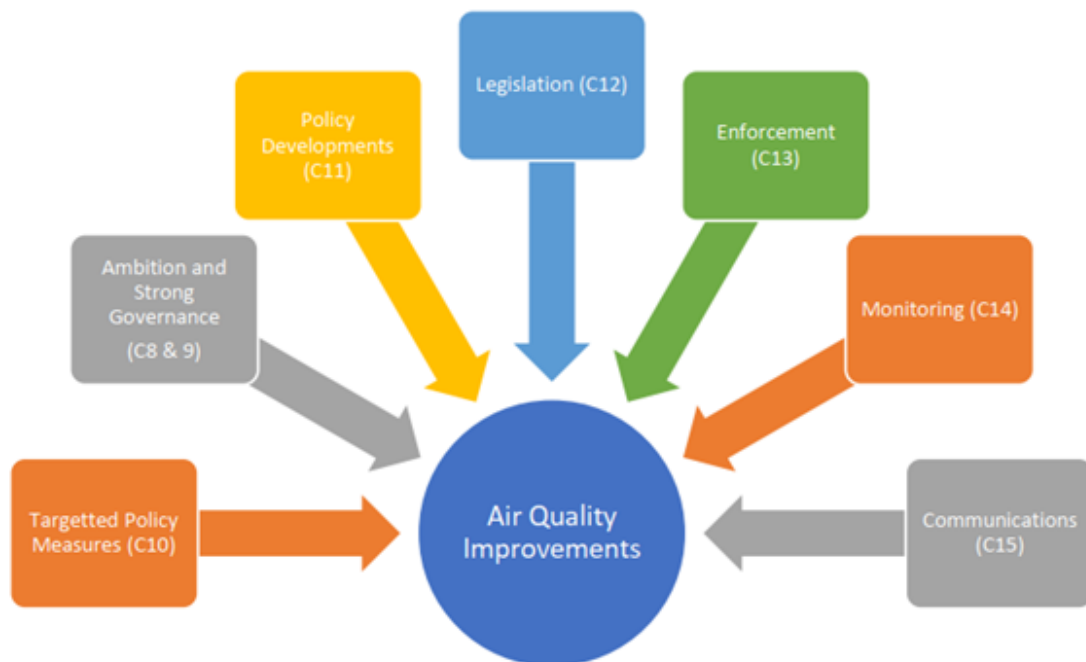 Legislation (C12)
Policy
Developments
(C11)
Enforcement
(C13)
Ambition and
Strong
Governance
(C8 & 9)
Monitoring (C14)
Targetted Policy
Measures (C10)
Air Quality
Improvements
Communications
(C15)